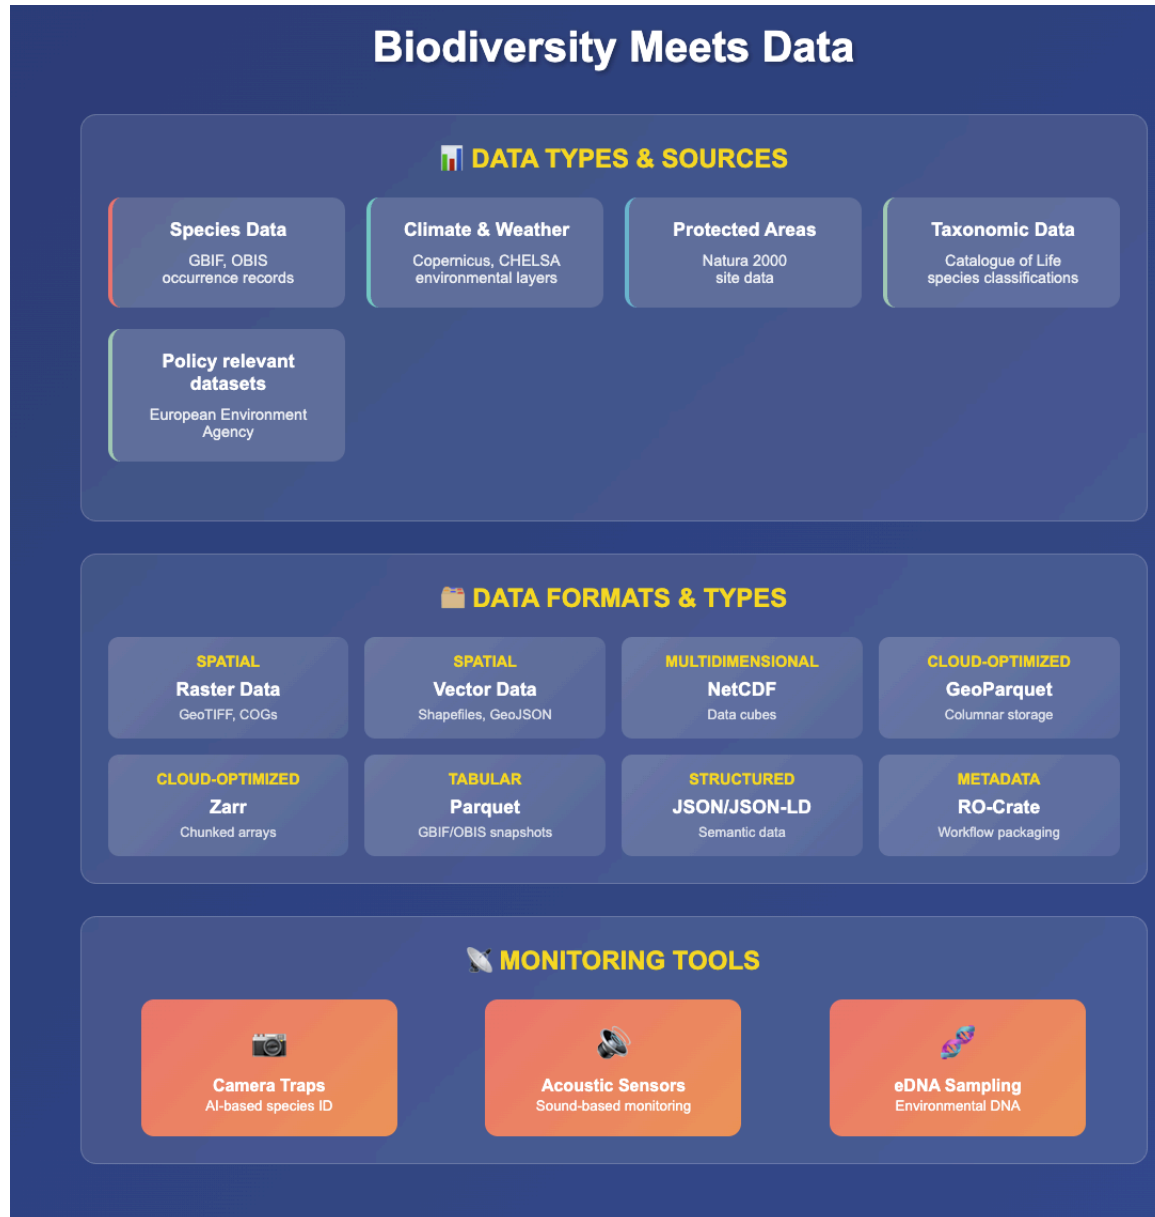 Biodiversity Meets Data
DATA TYPES & SOURCES
Species Data
GBIF, OBIS
occurrence records
Climate & Weather
Copernicus, CHELSA
environmental layers
Protected Areas
Natura 2000
site data
Taxonomic Data
Catalogue of Life
species classifications
Policy relevant
datasets
European Environment
Agency
DATA FORMATS & TYPES
SPATIAL
Raster Data
GeoTIFF, COGs
SPATIAL
Vector Data
Shapefiles, GeoJSON
MULTIDIMENSIONAL
NetCDF
Data cubes
CLOUD-OPTIMIZED
GeoParquet
Columnar storage
CLOUD-OPTIMIZED
Zarr
Chunked arrays
TABULAR
Parquet
GBIF/OBIS snapshots
STRUCTURED
JSON/JSON-LD
Semantic data
METADATA
RO-Crate
Workflow packaging
MONITORING TOOLS
Camera Traps
AI-based species ID
Acoustic Sensors
Sound-based monitoring
eDNA Sampling
Environmental DNA